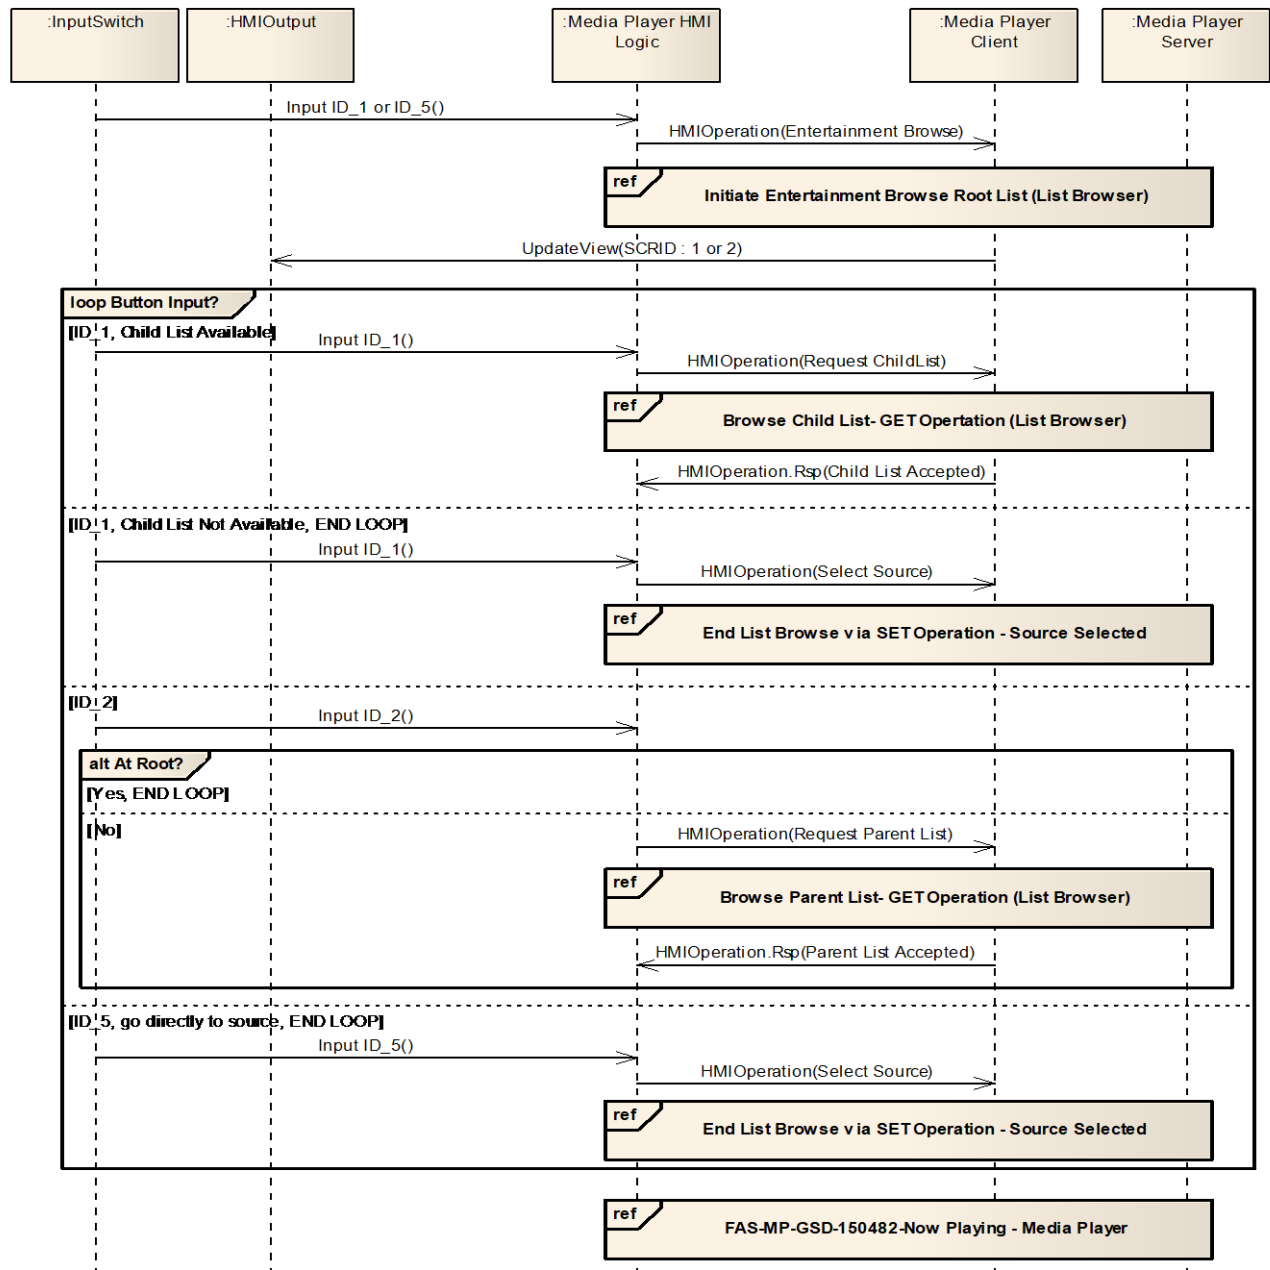 :InputSwitch
:HMIOutput
:Media Player HMI
Logic
:Media Player
Client
:Media Player
Server
Input ID_1 or ID_5()
HMIOperation(Entertainment Browse)
ref
Initiate Entertainment Browse Root List (List Browser)
UpdateView(SCRID : 1 or 2)
loop Button Input?
[ID_1, Child List Available]
Input ID_1()
HMIOperation(Request ChildList)
ref
Browse Child List- GET Opertation (List Browser)
HMIOperation.Rsp(Child List Accepted)
[ID_1, Child List Not Available, END LOOP]
Input ID_1()
HMIOperation(Select Source)
ref
End List Browse via SET Operation - Source Selected
[ID_2]
Input ID_2()
alt At Root?
[Yes, END LOOP]
[No]
HMIOperation(Request Parent List)
ref
Browse Parent List- GET Operation (List Browser)
HMIOperation.Rsp(Parent List Accepted)
[ID_5, go directly to source, END LOOP]
Input ID_5()
HMIOperation(Select Source)
ref
End List Browse via SET Operation - Source Selected
ref
FAS-MP-GSD-150482-Now Playing - Media Player